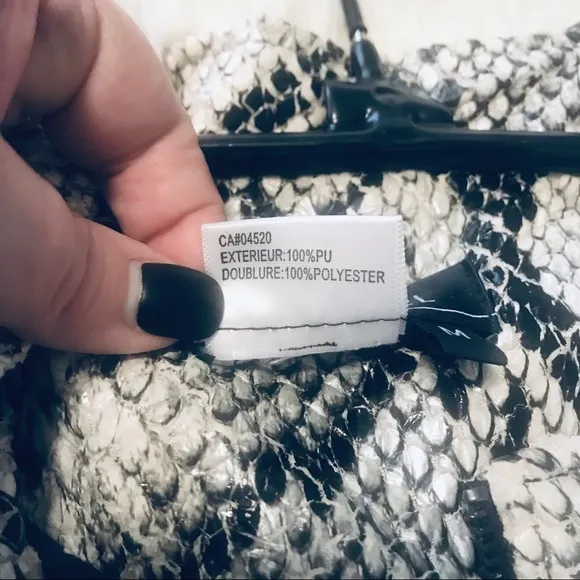 CA#04520
EXTERIEUR:100%PU
DOUBLURE:100%POLYESTER